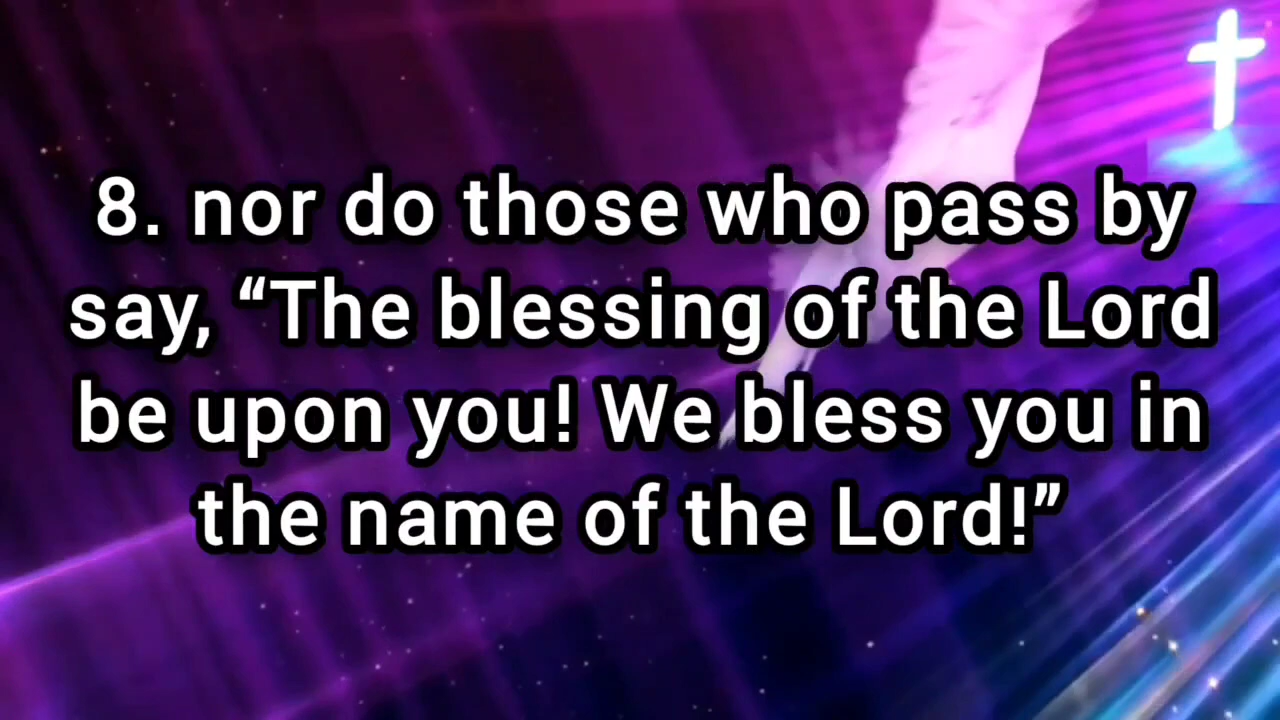 8. nor do those who pass by
say, “The blessing of the Lord
be upon you! We bless you in
the name of the Lord!”